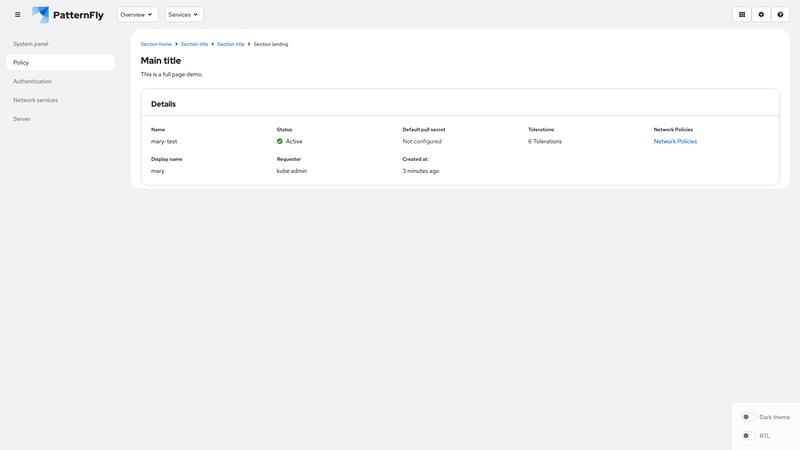 PatternFly
Overview
Services
System panel
Policy
Authentication
Network services
Server
Section home
Section title
Section title
Section landing
Main title
This is a full page demo.
Details
Name
mary-test
Status
Active
Default pull secret
Not configured
Tolerations
6 Tolerations
Network Policies
Network Policies
Display name
mary
Requester
kube:admin
Created at:
3 minutes ago
Dark theme
RTL